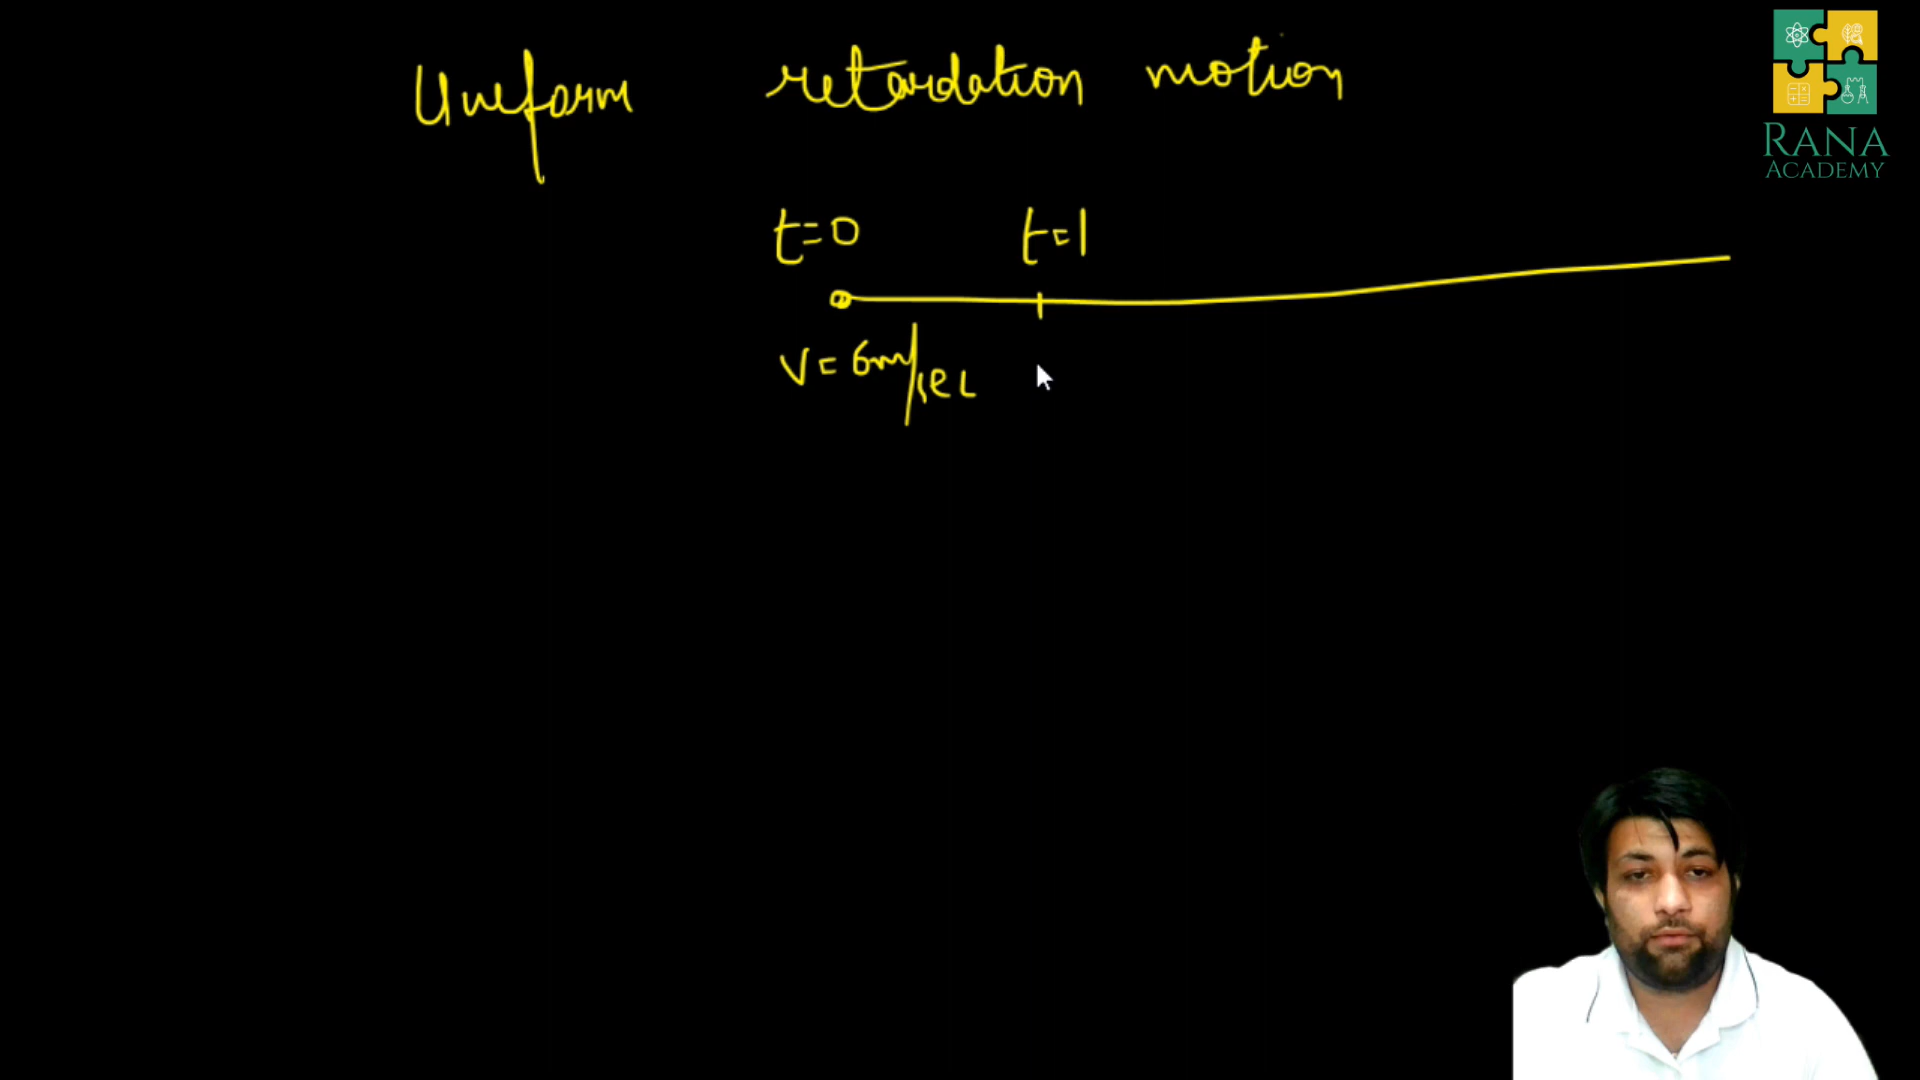 Uniform retardation motion
RANA
ACADEMY
t=0 t=1
V= 6m/sec